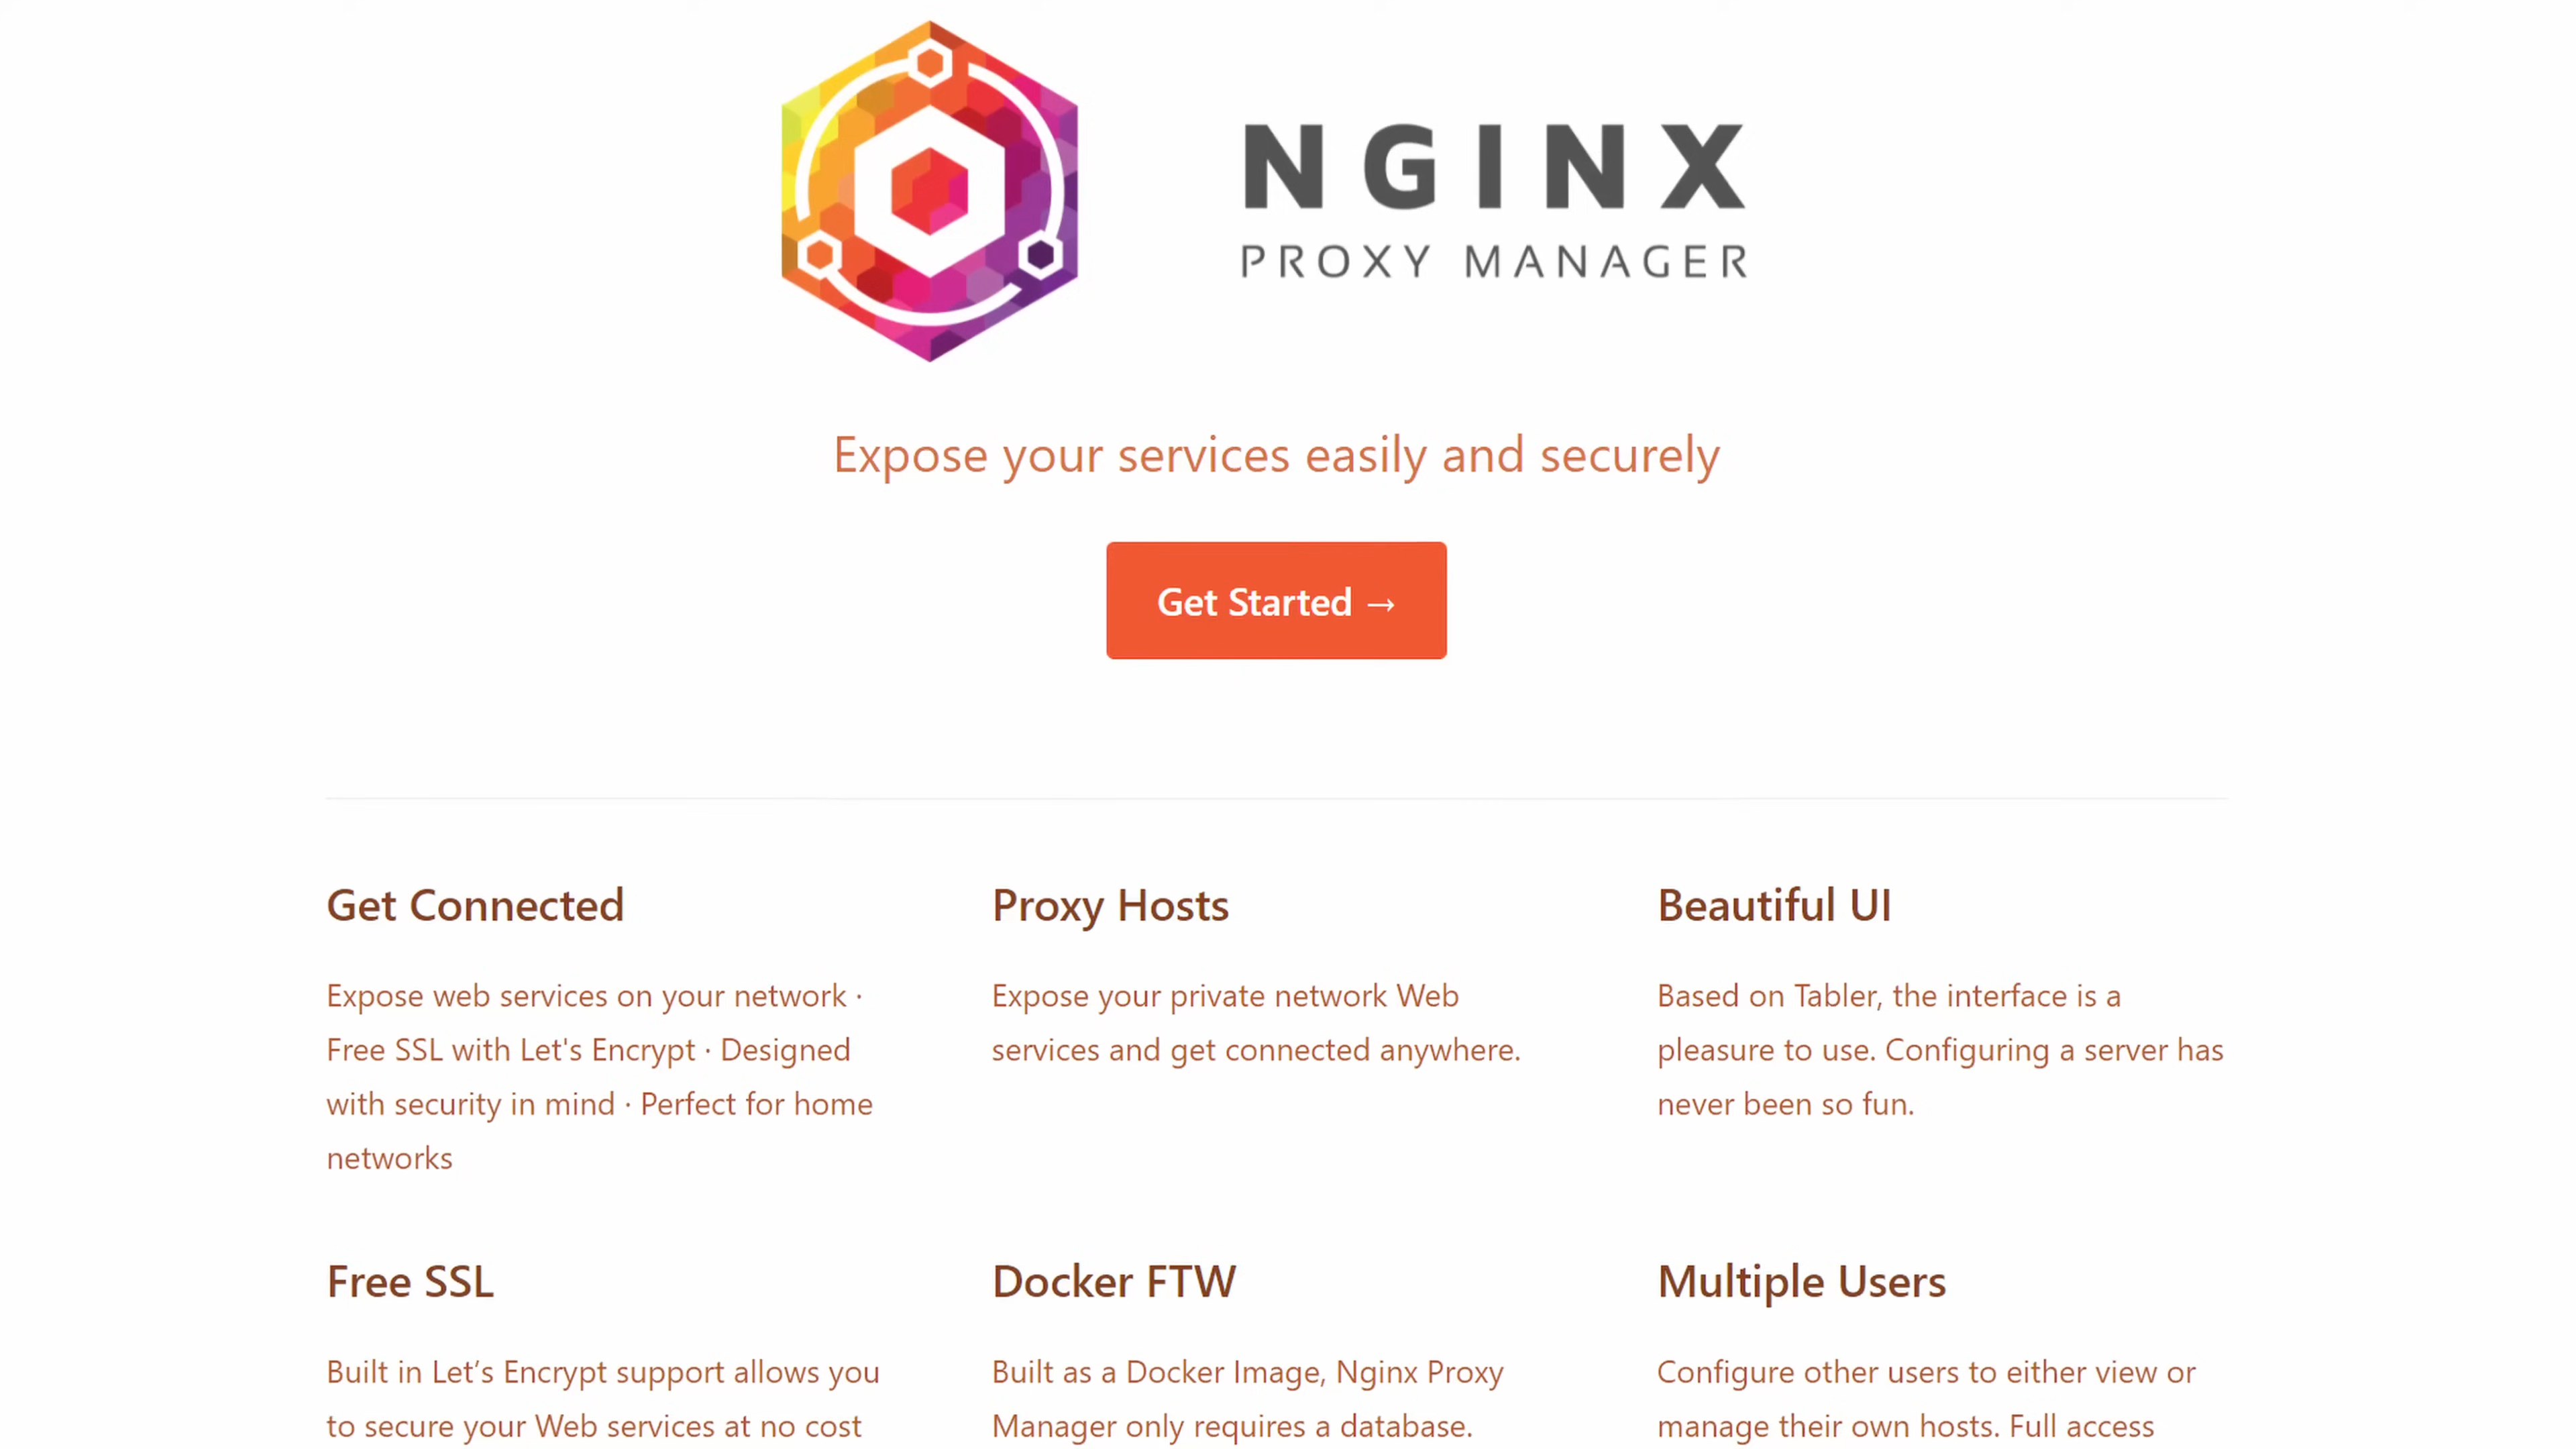 NGINX
PROXY MANAGER
Expose your services easily and securely
Get Started →
Get Connected
Expose web services on your network ·
Free SSL with Let's Encrypt · Designed
with security in mind · Perfect for home
networks
Proxy Hosts
Expose your private network Web
services and get connected anywhere.
Beautiful UI
Based on Tabler, the interface is a
pleasure to use. Configuring a server has
never been so fun.
Free SSL
Built in Let’s Encrypt support allows you
to secure your Web services at no cost
Docker FTW
Built as a Docker Image, Nginx Proxy
Manager only requires a database.
Multiple Users
Configure other users to either view or
manage their own hosts. Full access